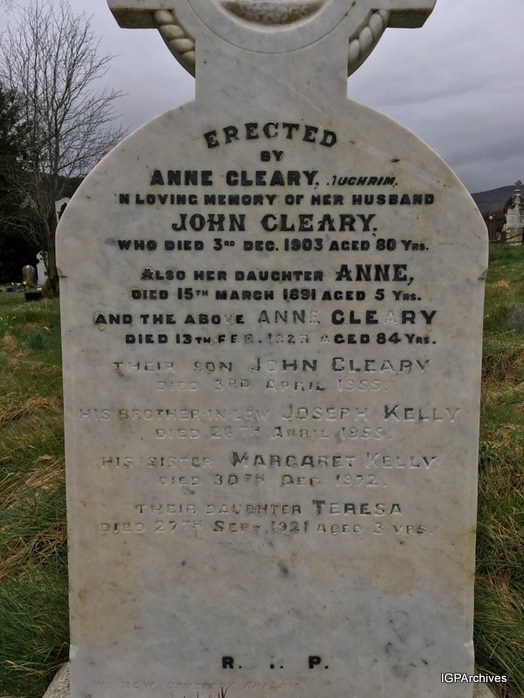 ERECTED
BY
ANNE CLEARY, AUGHRIM,
IN LOVING MEMORY OF HER HUSBAND
JOHN CLEARY,
WHO DIED 3RD DEC. 1903 AGED 80 YRS.
ALSO HER DAUGHTER ANNE,
DIED 15TH MARCH 1891 AGED 5 YRS.
AND THE ABOVE ANNE CLEARY
DIED 13TH FEB. AGED 84 YRS.
THEIR SON JOHN CLEARY
DIED 3RD APRIL 1955.
HIS BROTHER IN LAW JOSEPH KELLY
DIED APRIL 1955.
HIS SISTER MARGARET KELLY
DIED 30TH DEC. 1972.
THEIR DAUGHTER TERESA
DIED 27TH SEPT. 1921 AGED 3 YRS.
R. I. P.
IGPArchives